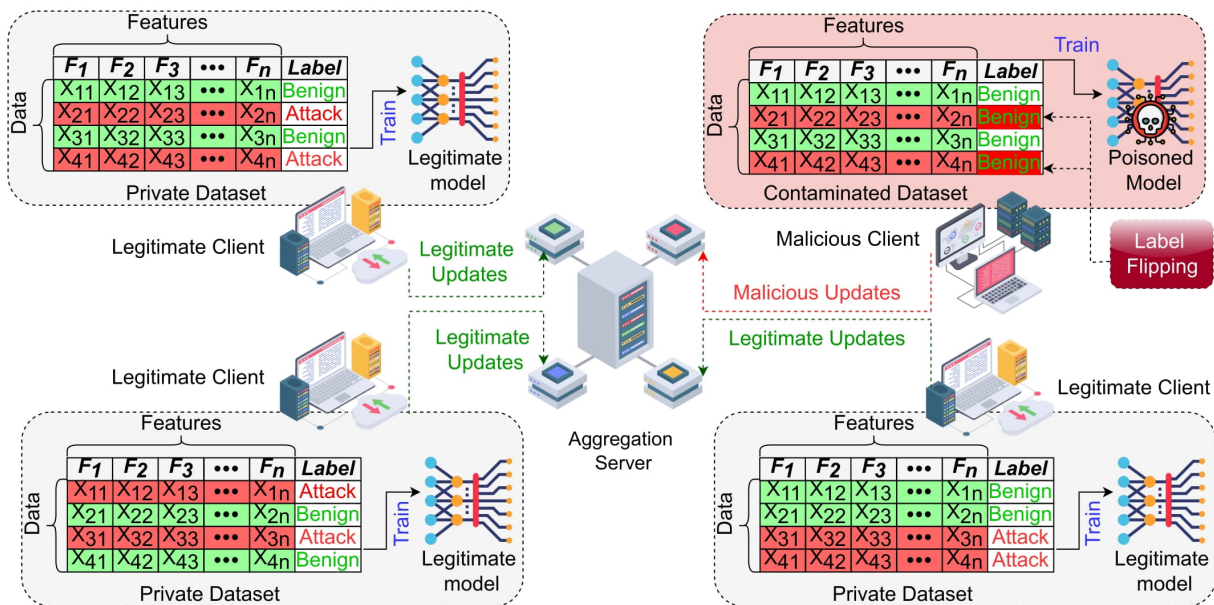 Features
F1 F2 F3 ••• Fn Label
Data
X11 X12 X13 ••• X1n Benign
X21 X22 X23 ••• X2n Attack
X31 X32 X33 ••• X3n Benign
X41 X42 X43 ••• X4n Attack
Train
Legitimate
model
Private Dataset
Legitimate Client
Legitimate
Updates
Features
F1 F2 F3 ••• Fn Label
Data
X11 X12 X13 ••• X1n Benign
X21 X22 X23 ••• X2n Benign
X31 X32 X33 ••• X3n Benign
X41 X42 X43 ••• X4n Benign
Train
Poisoned
Model
Contaminated Dataset
Malicious Client
Label
Flipping
Malicious Updates
Legitimate Client
Legitimate
Updates
Legitimate Updates
Legitimate Client
Aggregation
Server
Features
F1 F2 F3 ••• Fn Label
Data
X11 X12 X13 ••• X1n Attack
X21 X22 X23 ••• X2n Benign
X31 X32 X33 ••• X3n Attack
X41 X42 X43 ••• X4n Benign
Train
Legitimate
model
Private Dataset
Features
F1 F2 F3 ••• Fn Label
Data
X11 X12 X13 ••• X1n Benign
X21 X22 X23 ••• X2n Benign
X31 X32 X33 ••• X3n Attack
X41 X42 X43 ••• X4n Attack
Train
Legitimate
model
Private Dataset